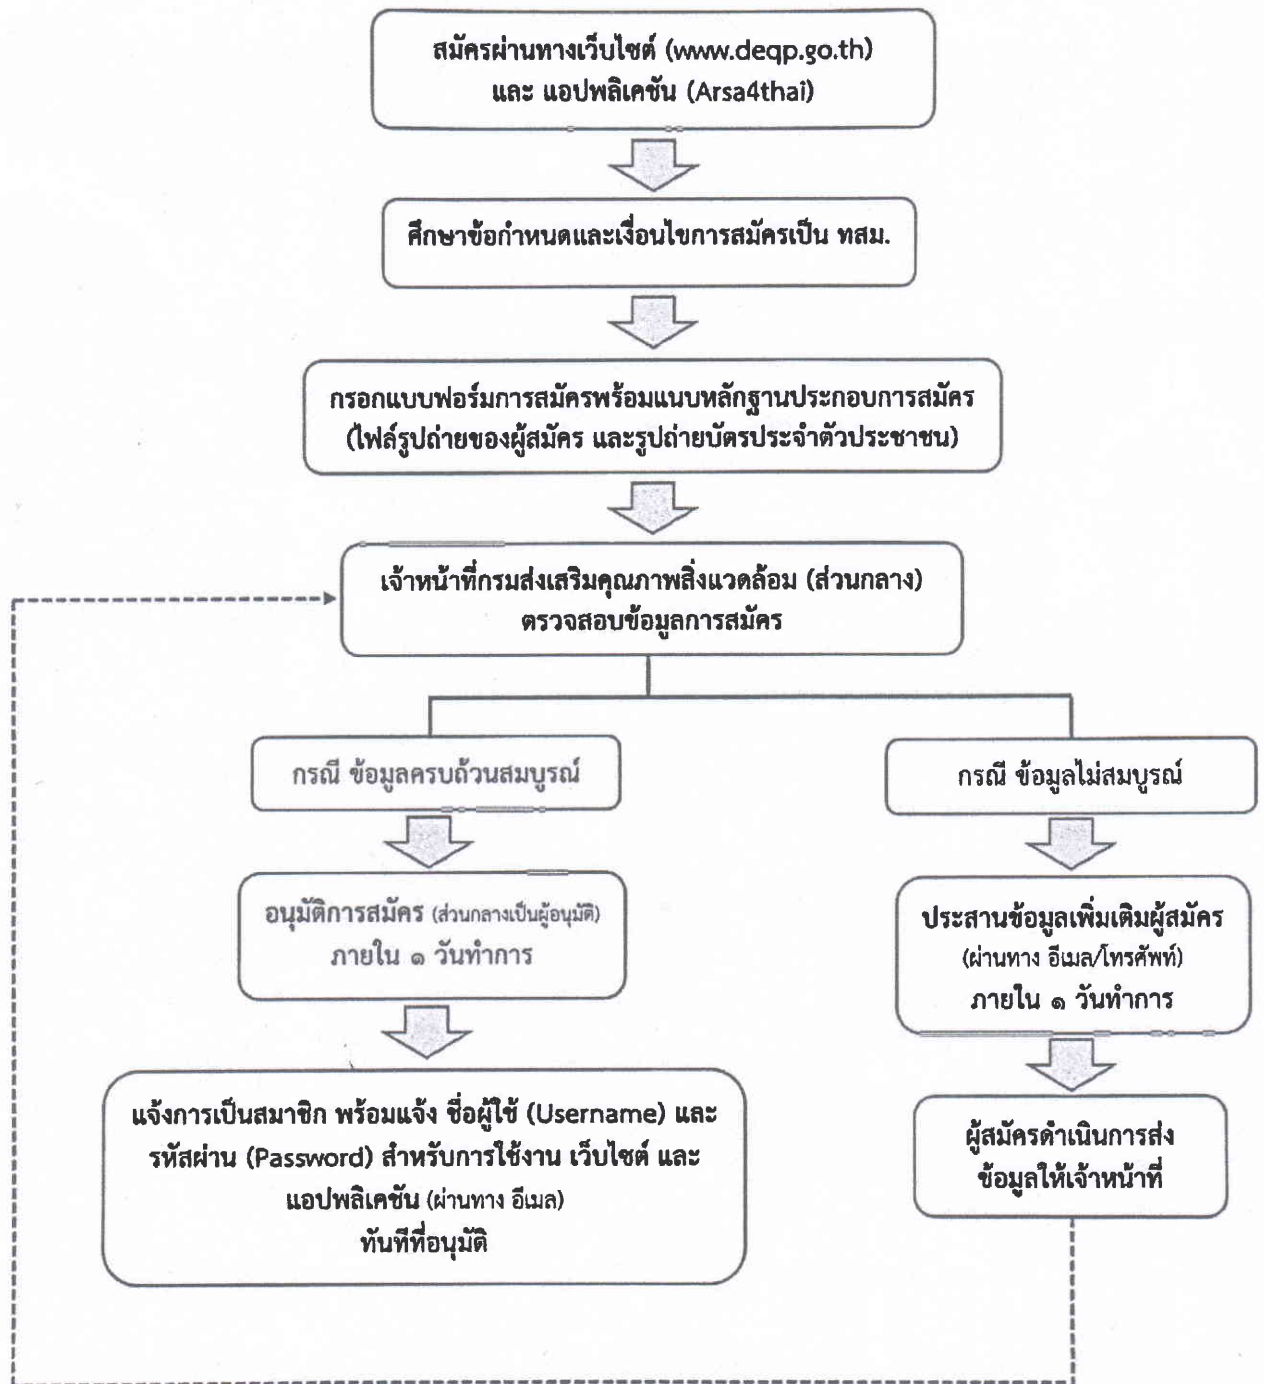 สมัครผ่านทางเว็บไซต์ (www.deqp.go.th)
และ แอปพลิเคชัน (Arsa4thai)
ศึกษาข้อกำหนดและเงื่อนไขการสมัครเป็น ทสม.
กรอกแบบฟอร์มการสมัครพร้อมแนบหลักฐานประกอบการสมัคร
(ไฟล์รูปถ่ายของผู้สมัคร และรูปถ่ายบัตรประจำตัวประชาชน)
เจ้าหน้าที่กรมส่งเสริมคุณภาพสิ่งแวดล้อม (ส่วนกลาง)
ตรวจสอบข้อมูลการสมัคร
กรณี ข้อมูลครบถ้วนสมบูรณ์
อนุมัติการสมัคร (ส่วนกลางเป็นผู้อนุมัติ)
ภายใน ๑ วันทำการ
แจ้งการเป็นสมาชิก พร้อมแจ้ง ชื่อผู้ใช้ (Username) และ
รหัสผ่าน (Password) สำหรับการใช้งาน เว็บไซต์ และ
แอปพลิเคชัน (ผ่านทาง อีเมล)
ทันทีที่อนุมัติ
กรณี ข้อมูลไม่สมบูรณ์
ประสานข้อมูลเพิ่มเติมผู้สมัคร
(ผ่านทาง อีเมล/โทรศัพท์)
ภายใน ๑ วันทำการ
ผู้สมัครดำเนินการส่ง
ข้อมูลให้เจ้าหน้าที่